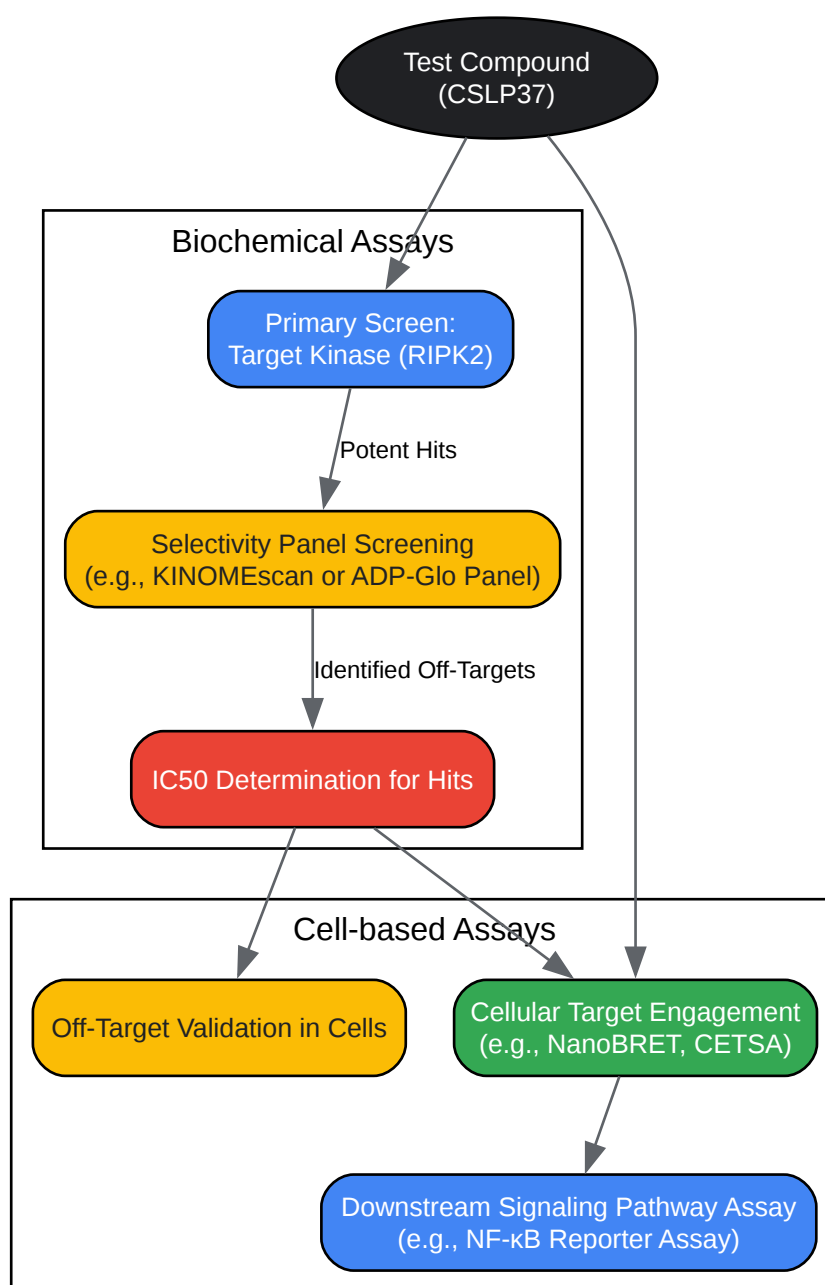 Test Compound
(CSLP37)
Biochemical Assays
Primary Screen:
Target Kinase (RIPK2)
Potent Hits
Selectivity Panel Screening
(e.g., KINOMEscan or ADP-Glo Panel)
Identified Off-Targets
IC50 Determination for Hits
Cell-based Assays
Off-Target Validation in Cells
Cellular Target Engagement
(e.g., NanoBRET, CETSA)
Downstream Signaling Pathway Assay
(e.g., NF-κB Reporter Assay)